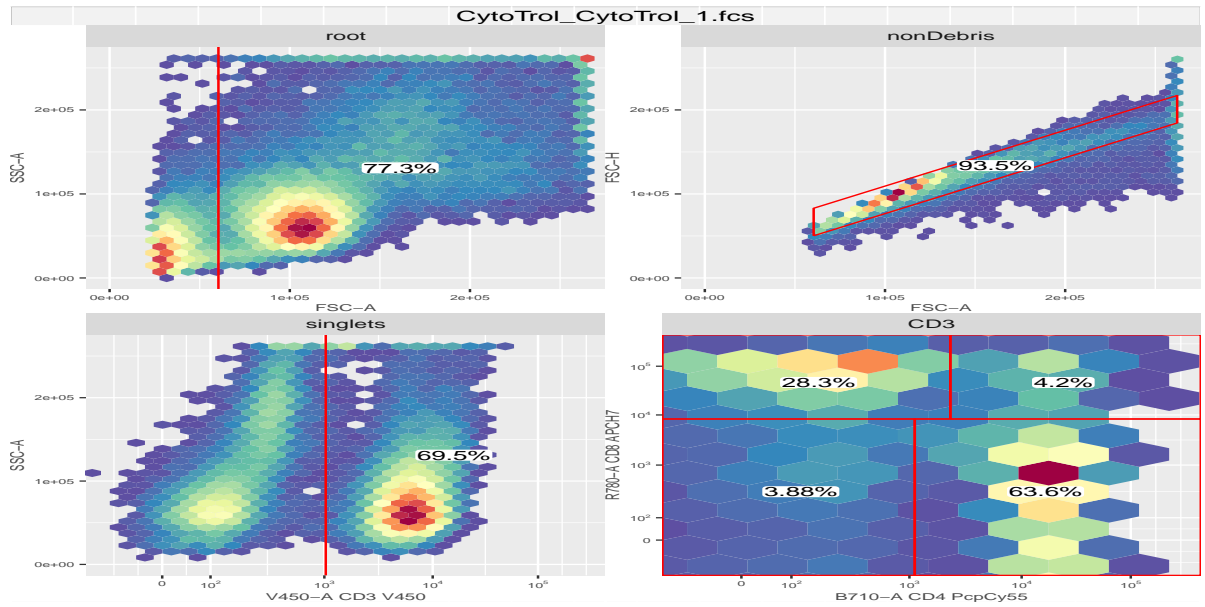 CytoTrol_CytoTrol_1.fcs
root
nonDebris
2e+05
1e+05
0e+00
SSC-A
77.3%
0e+00
1e+05
2e+05
FSC-A
2e+05
1e+05
0e+00
FSC-H
93.5%
0e+00
1e+05
2e+05
FSC-A
singlets
CD3
2e+05
1e+05
0e+00
SSC-A
69.5%
0
10²
10³
10⁴
10⁵
V450-A CD3 V450
10⁵
10⁴
10³
10²
0
R780-A CD8 APCH7
28.3%
4.2%
3.88%
63.6%
0
10²
10³
10⁴
10⁵
B710-A CD4 PcpCy55